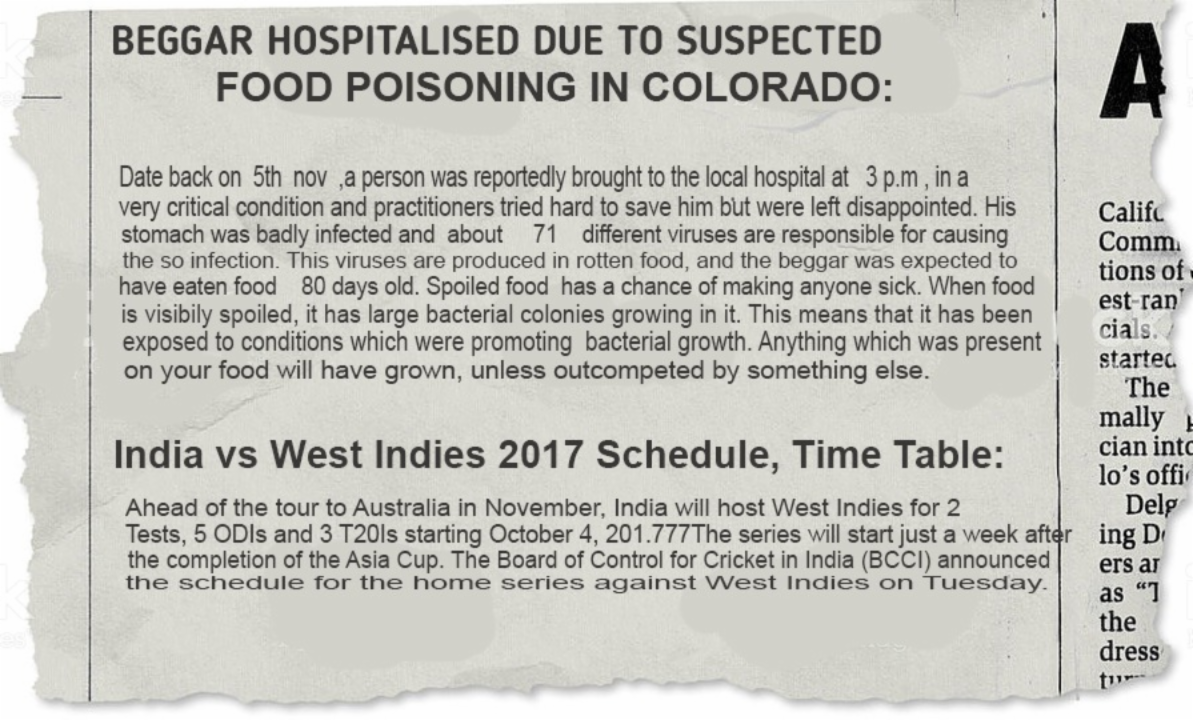 BEGGAR HOSPITALISED DUE TO SUSPECTED
FOOD POISONING IN COLORADO:
Date back on 5th nov ,a person was reportedly brought to the local hospital at 3 p.m , in a
very critical condition and practitioners tried hard to save him but were left disappointed. His
stomach was badly infected and about 71 different viruses are responsible for causing
the so infection. This viruses are produced in rotten food, and the beggar was expected to
have eaten food 80 days old. Spoiled food has a chance of making anyone sick. When food
is visibily spoiled, it has large bacterial colonies growing in it. This means that it has been
exposed to conditions which were promoting bacterial growth. Anything which was present
on your food will have grown, unless outcompeted by something else.
India vs West Indies 2017 Schedule, Time Table:
Ahead of the tour to Australia in November, India will host West Indies for 2
Tests, 5 ODIs and 3 T20Is starting October 4, 201.777The series will start just a week after
the completion of the Asia Cup. The Board of Control for Cricket in India (BCCI) announced
the schedule for the home series against West Indies on Tuesday.
A
Califo
Comm
tions of
est-ran
cials.
started
The
mally
cian into
lo's offi
Delg
ing D
ers ar
as "T
the
dress